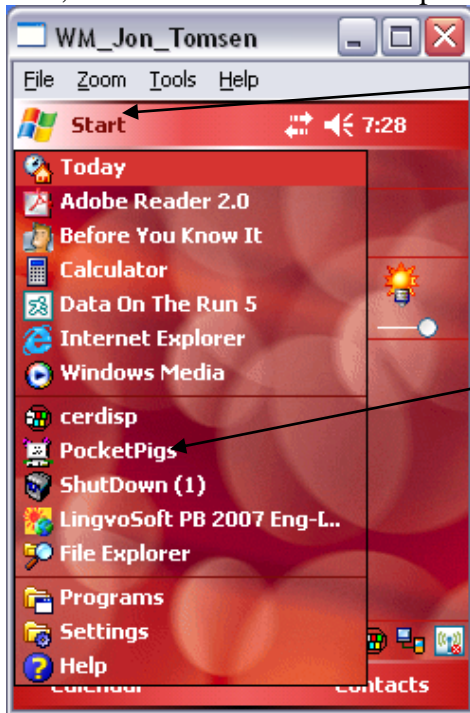 WM_Jon_Tomsen
File Zoom Tools Help
Start 7:28
Today
Adobe Reader 2.0
Before You Know It
Calculator
Data On The Run 5
Internet Explorer
Windows Media
cerdisp
PocketPigs
ShutDown (1)
LingvoSoft PB 2007 Eng-L...
File Explorer
Programs
Settings
Help
Calendar Contacts